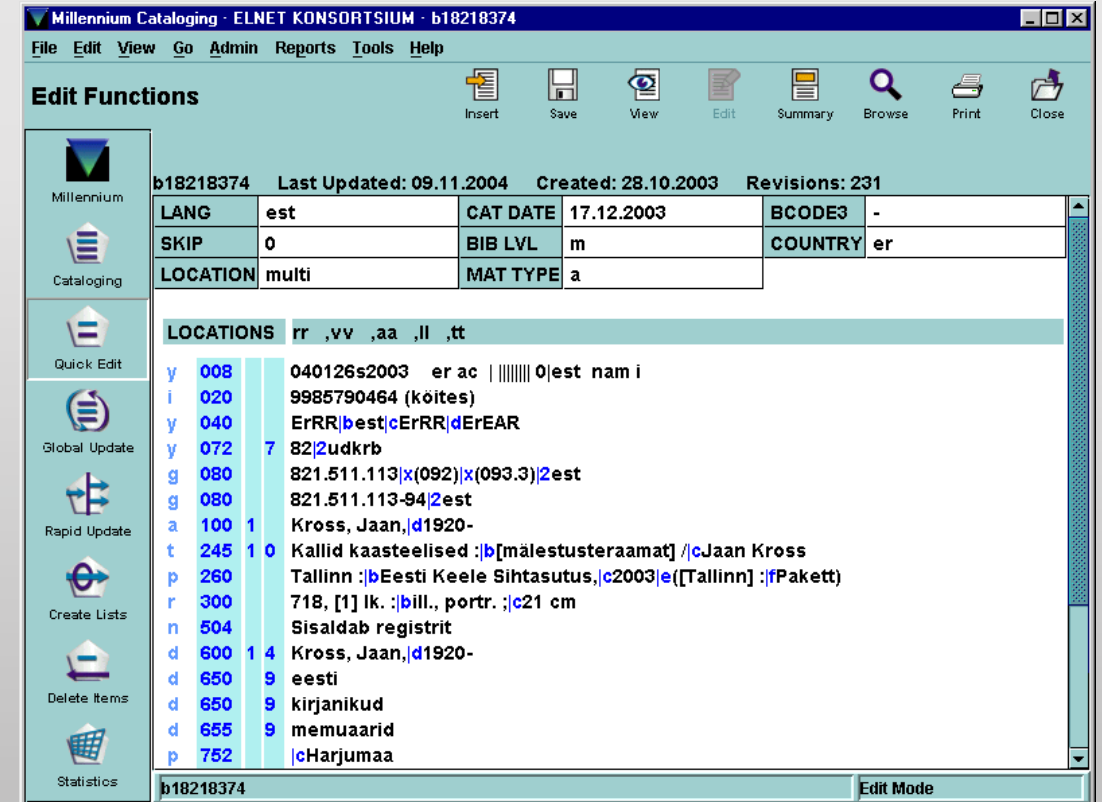 Millennium Cataloging · ELNET KONSORTSIUM · b18218374
File Edit View Go Admin Reports Tools Help
Edit Functions
Insert Save View Edit Summary Browse Print Close
Millennium
Cataloging
Quick Edit
Global Update
Rapid Update
Create Lists
Delete Items
Statistics
b18218374 Last Updated: 09.11.2004 Created: 28.10.2003 Revisions: 231
LANG est CAT DATE 17.12.2003 BCODE3 -
SKIP 0 BIB LVL m COUNTRY er
LOCATION multi MAT TYPE a
LOCATIONS rr ,vv ,aa ,ll ,tt
y 008 040126s2003 er ac | |||||||| 0|est nam i
i 020 9985790464 (köites)
y 040 ErRR|best|cErRR|dErEAR
y 072 7 82|2udkrb
g 080 821.511.113|x(092)|x(093.3)|2est
g 080 821.511.113-94|2est
a 100 1 Kross, Jaan,|d1920-
t 245 1 0 Kallid kaasteelised :|b[mälestusteraamat] /|cJaan Kross
p 260 Tallinn :|bEesti Keele Sihtasutus,|c2003|e([Tallinn] :|fPakett)
r 300 718, [1] lk. :|bill., portr. ;|c21 cm
n 504 Sisaldab registrit
d 600 1 4 Kross, Jaan,|d1920-
d 650 9 eesti
d 650 9 kirjanikud
d 655 9 memuaarid
p 752 |cHarjumaa
b18218374 Edit Mode